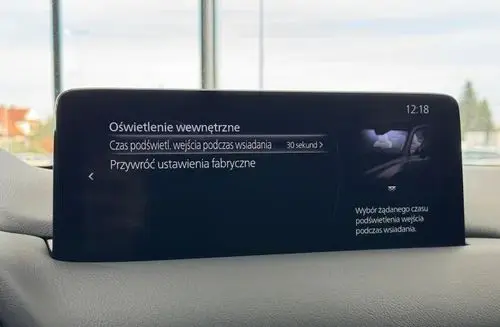 12:18
Oświetlenie wewnętrzne
Czas podświetl. wejścia podczas wsiadania 30 sekund >
Przywróć ustawienia fabryczne
Wybór żądanego czasu
podświetlenia wejścia
podczas wsiadania.